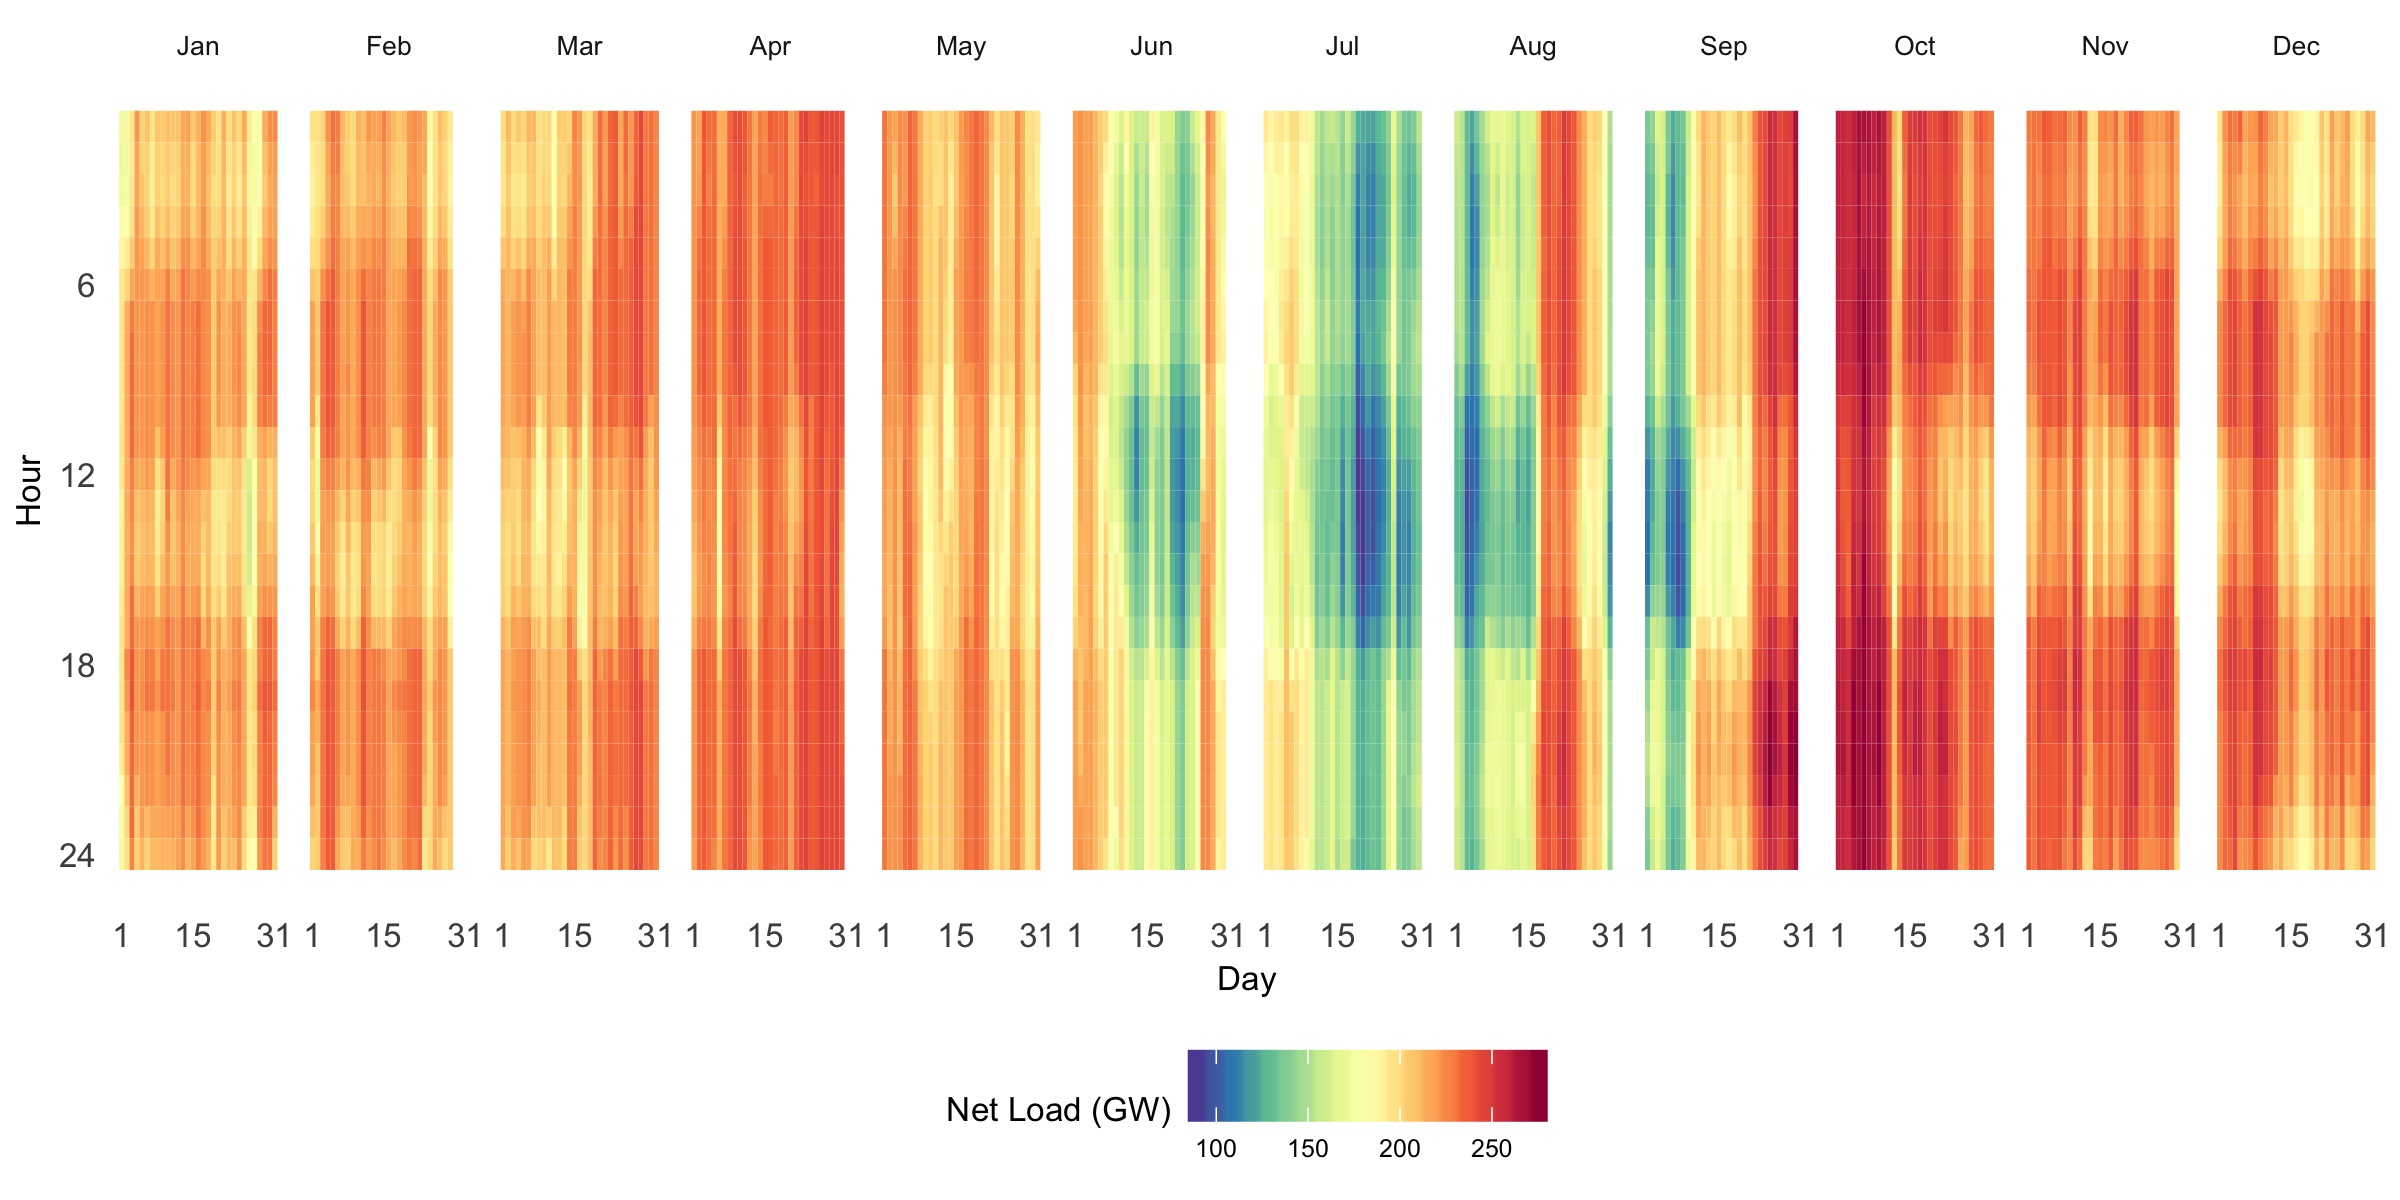 Jan Feb Mar Apr May Jun Jul Aug Sep Oct Nov Dec
Hour
6
12
18
24
1 15 31 1 15 31 1 15 31 1 15 31 1 15 31 1 15 31 1 15 31 1 15 31 1 15 31 1 15 31 1 15 31 1 15 31
Day
Net Load (GW)
100 150 200 250